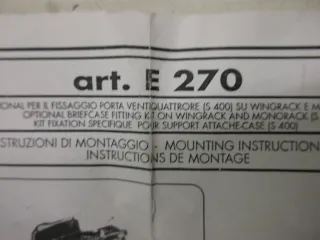 art. E 270
IONAL PER IL FISSAGGIO PORTA VENTIQUATTRORE (S 400) SU WINGRACK E M
OPTIONAL BRIEFCASE FITTING KIT ON WINGRACK AND MONORACK (S
KIT FIXATION SPECIFIQUE POUR SUPPORT ATTACHE-CASE (S 400)
STRUZIONI DI MONTAGGIO - MOUNTING INSTRUCTION
INSTRUCTIONS DE MONTAGE